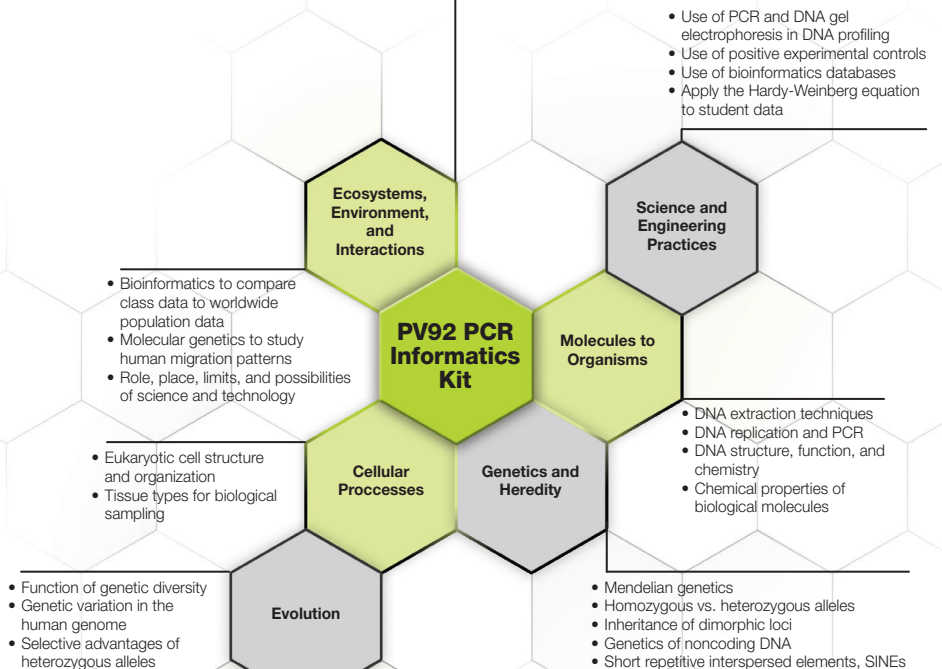 • Use of PCR and DNA gel
electrophoresis in DNA profiling
• Use of positive experimental controls
• Use of bioinformatics databases
• Apply the Hardy-Weinberg equation
to student data
Ecosystems,
Environment,
and
Interactions
Science and
Engineering
Practices
• Bioinformatics to compare
class data to worldwide
population data
• Molecular genetics to study
human migration patterns
• Role, place, limits, and possibilities
of science and technology
PV92 PCR
Informatics
Kit
Molecules to
Organisms
• DNA extraction techniques
• DNA replication and PCR
• DNA structure, function, and
chemistry
• Chemical properties of
biological molecules
• Eukaryotic cell structure
and organization
• Tissue types for biological
sampling
Cellular
Proccesses
Genetics and
Heredity
• Function of genetic diversity
• Genetic variation in the
human genome
• Selective advantages of
heterozygous alleles
Evolution
• Mendelian genetics
• Homozygous vs. heterozygous alleles
• Inheritance of dimorphic loci
• Genetics of noncoding DNA
• Short repetitive interspersed elements, SINEs